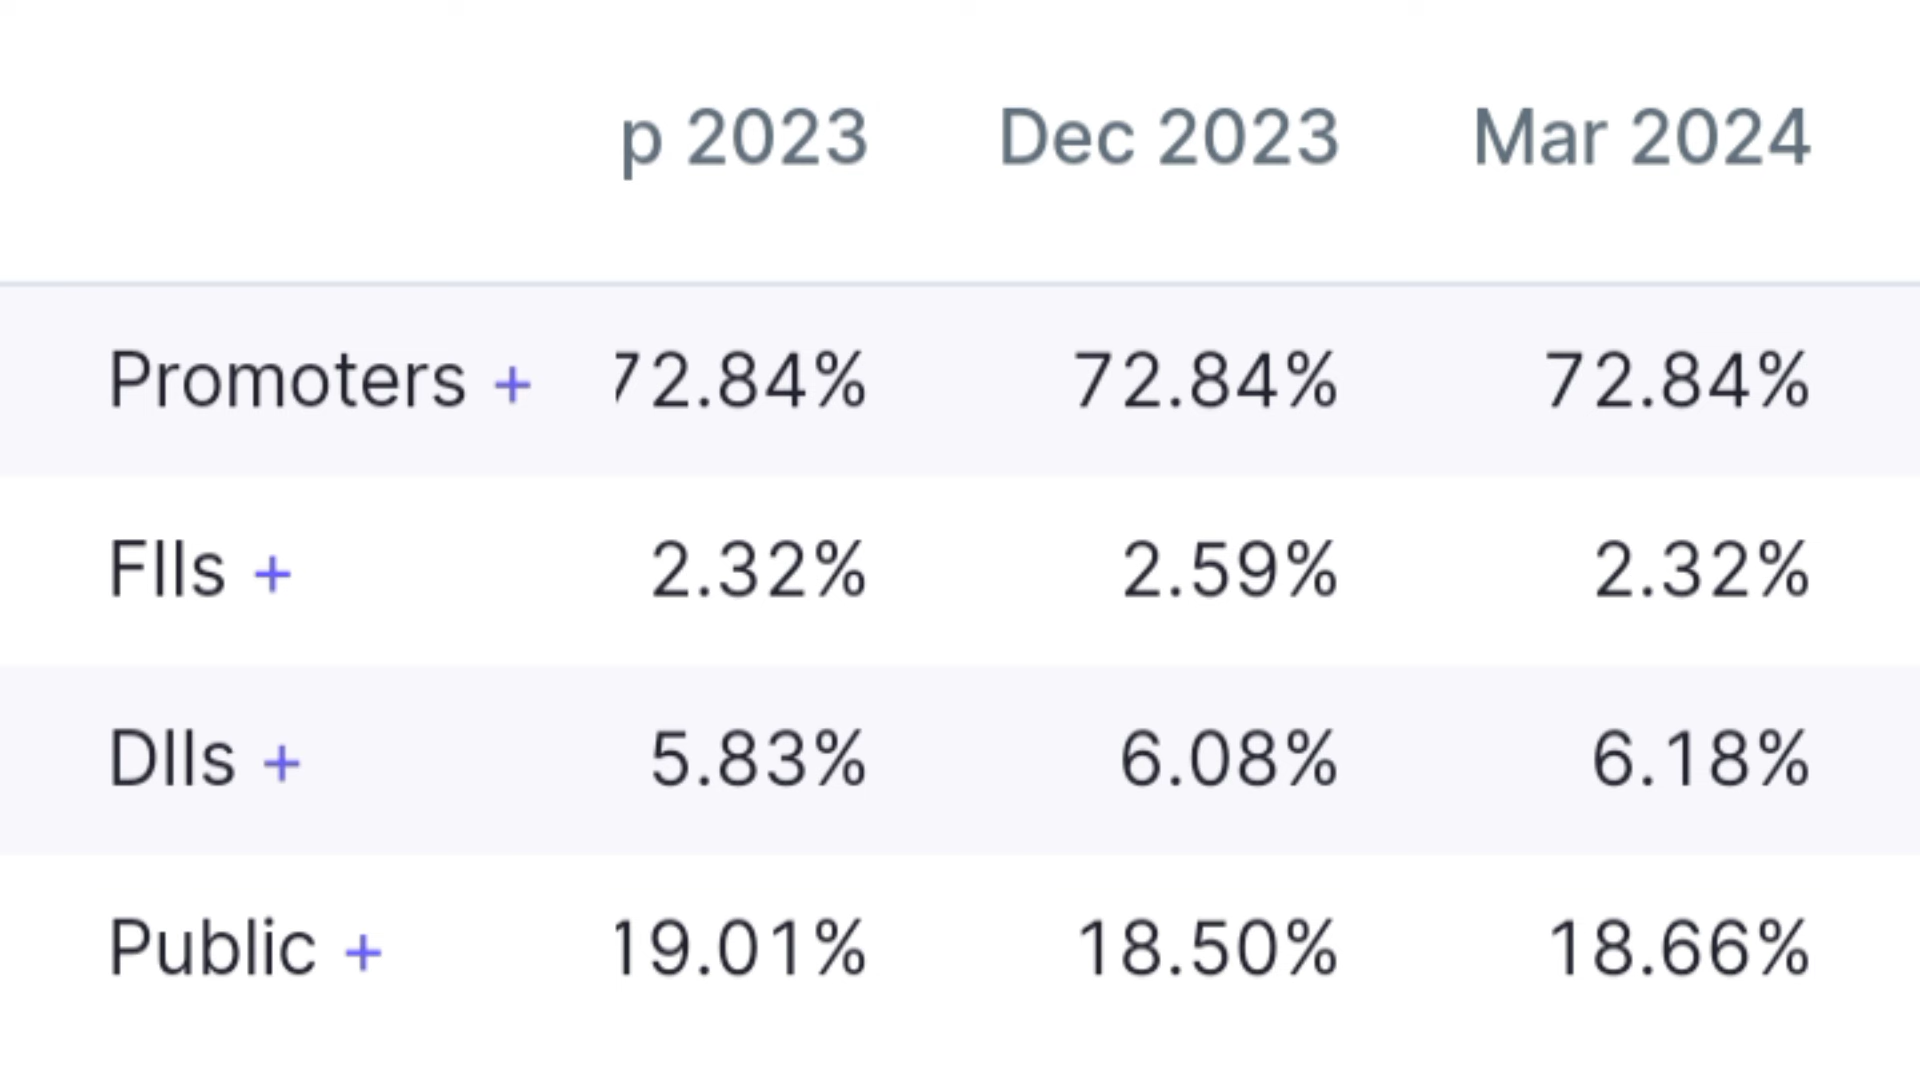 p 2023 Dec 2023 Mar 2024
Promoters + 72.84% 72.84% 72.84%
FIIs + 2.32% 2.59% 2.32%
DIIs + 5.83% 6.08% 6.18%
Public + 19.01% 18.50% 18.66%